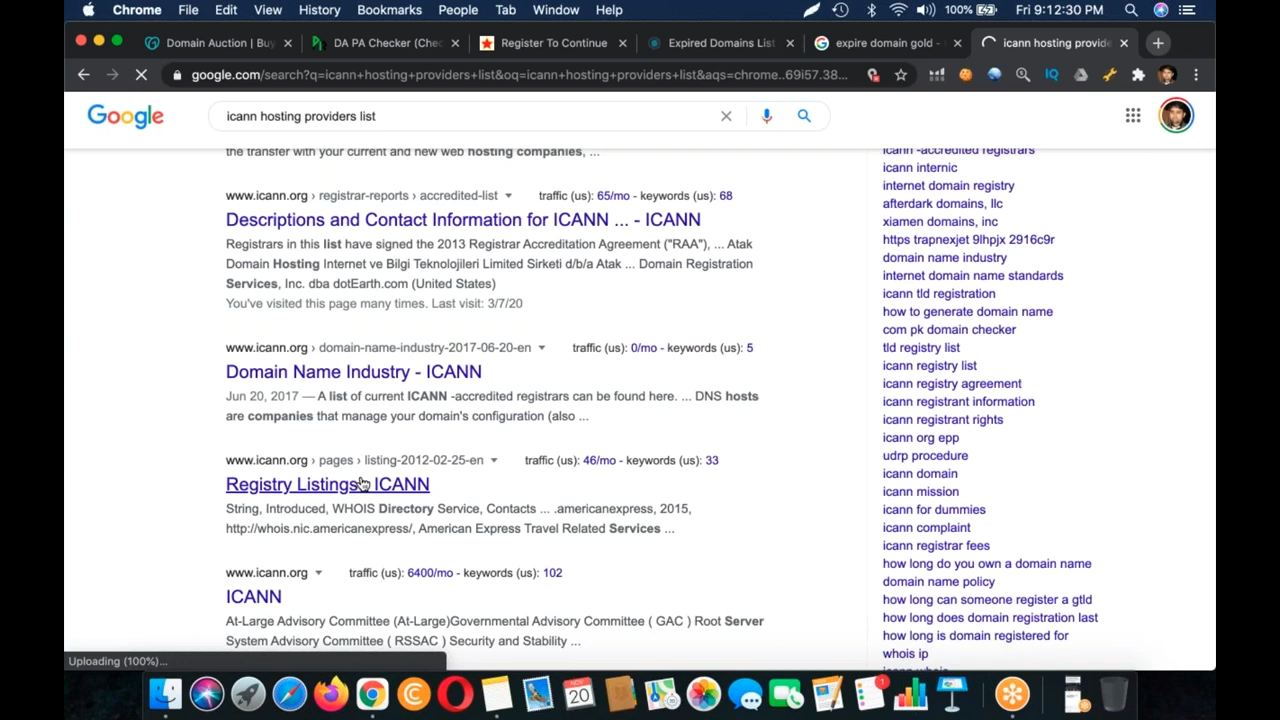 Chrome File Edit View History Bookmarks People Tab Window Help 100% Fri 9:12:30 PM
Domain Auction | Buy DA PA Checker (Chec Register To Continue Expired Domains List expire domain gold - icann hosting provide
google.com/search?q=icann+hosting+providers+list&oq=icann+hosting+providers+list&aqs=chrome..69i57.38...
Google icann hosting providers list
the transfer with your current and new web hosting companies, ...
www.icann.org › registrar-reports › accredited-list traffic (us): 65/mo - keywords (us): 68
Descriptions and Contact Information for ICANN ... - ICANN
Registrars in this list have signed the 2013 Registrar Accreditation Agreement ("RAA"), ... Atak
Domain Hosting Internet ve Bilgi Teknolojileri Limited Sirketi d/b/a Atak ... Domain Registration
Services, Inc. dba dotEarth.com (United States)
You've visited this page many times. Last visit: 3/7/20
www.icann.org › domain-name-industry-2017-06-20-en traffic (us): 0/mo - keywords (us): 5
Domain Name Industry - ICANN
Jun 20, 2017 — A list of current ICANN -accredited registrars can be found here. ... DNS hosts
are companies that manage your domain's configuration (also ...
www.icann.org › pages › listing-2012-02-25-en traffic (us): 46/mo - keywords (us): 33
Registry Listings ICANN
String, Introduced, WHOIS Directory Service, Contacts ... .americanexpress, 2015,
http://whois.nic.americanexpress/, American Express Travel Related Services ...
www.icann.org traffic (us): 6400/mo - keywords (us): 102
ICANN
At-Large Advisory Committee (At-Large)Governmental Advisory Committee ( GAC ) Root Server
System Advisory Committee ( RSSAC ) Security and Stability ...
icann -accredited registrars
icann internic
internet domain registry
afterdark domains, llc
xiamen domains, inc
https trapnexjet 9lhpjx 2916c9r
domain name industry
internet domain name standards
icann tld registration
how to generate domain name
com pk domain checker
tld registry list
icann registry list
icann registry agreement
icann registrant information
icann registrant rights
icann org epp
udrp procedure
icann domain
icann mission
icann for dummies
icann complaint
icann registrar fees
how long do you own a domain name
domain name policy
how long can someone register a gtld
how long does domain registration last
how long is domain registered for
whois ip
icann whois
Uploading (100%)...
NOV
20
1